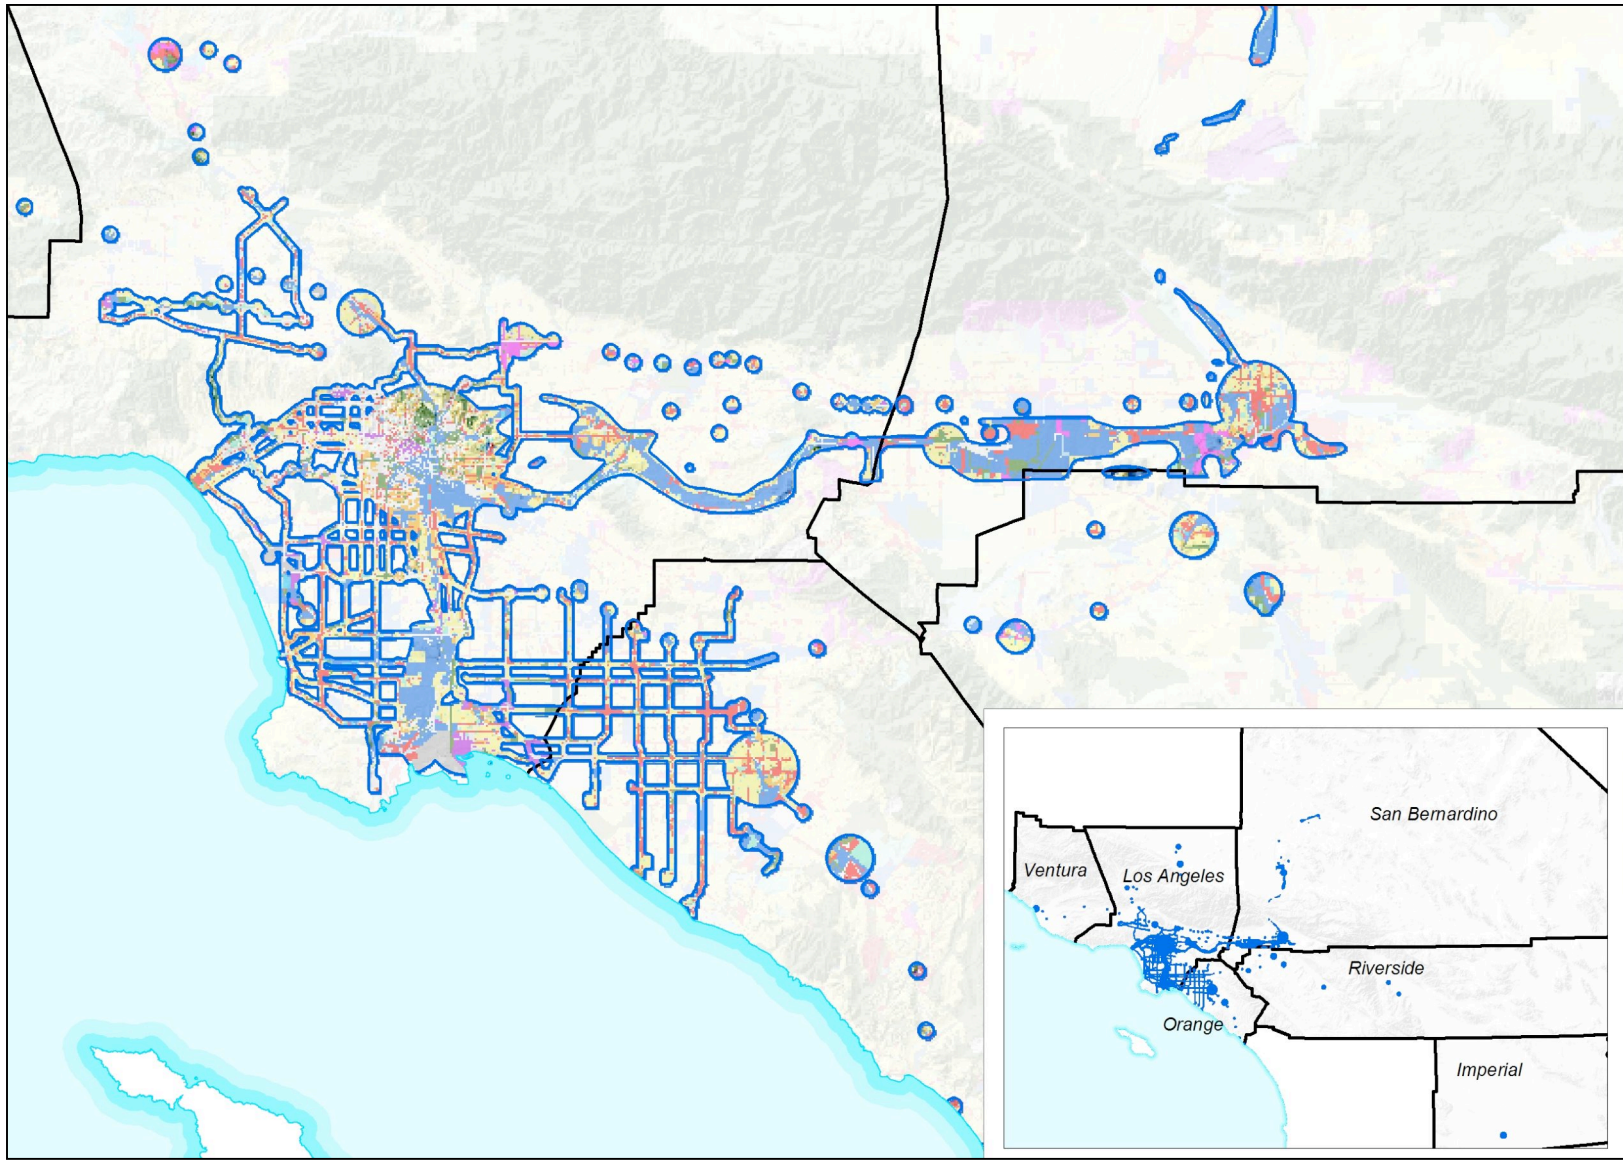 San Bernardino
Ventura
Los Angeles
Riverside
Orange
Imperial